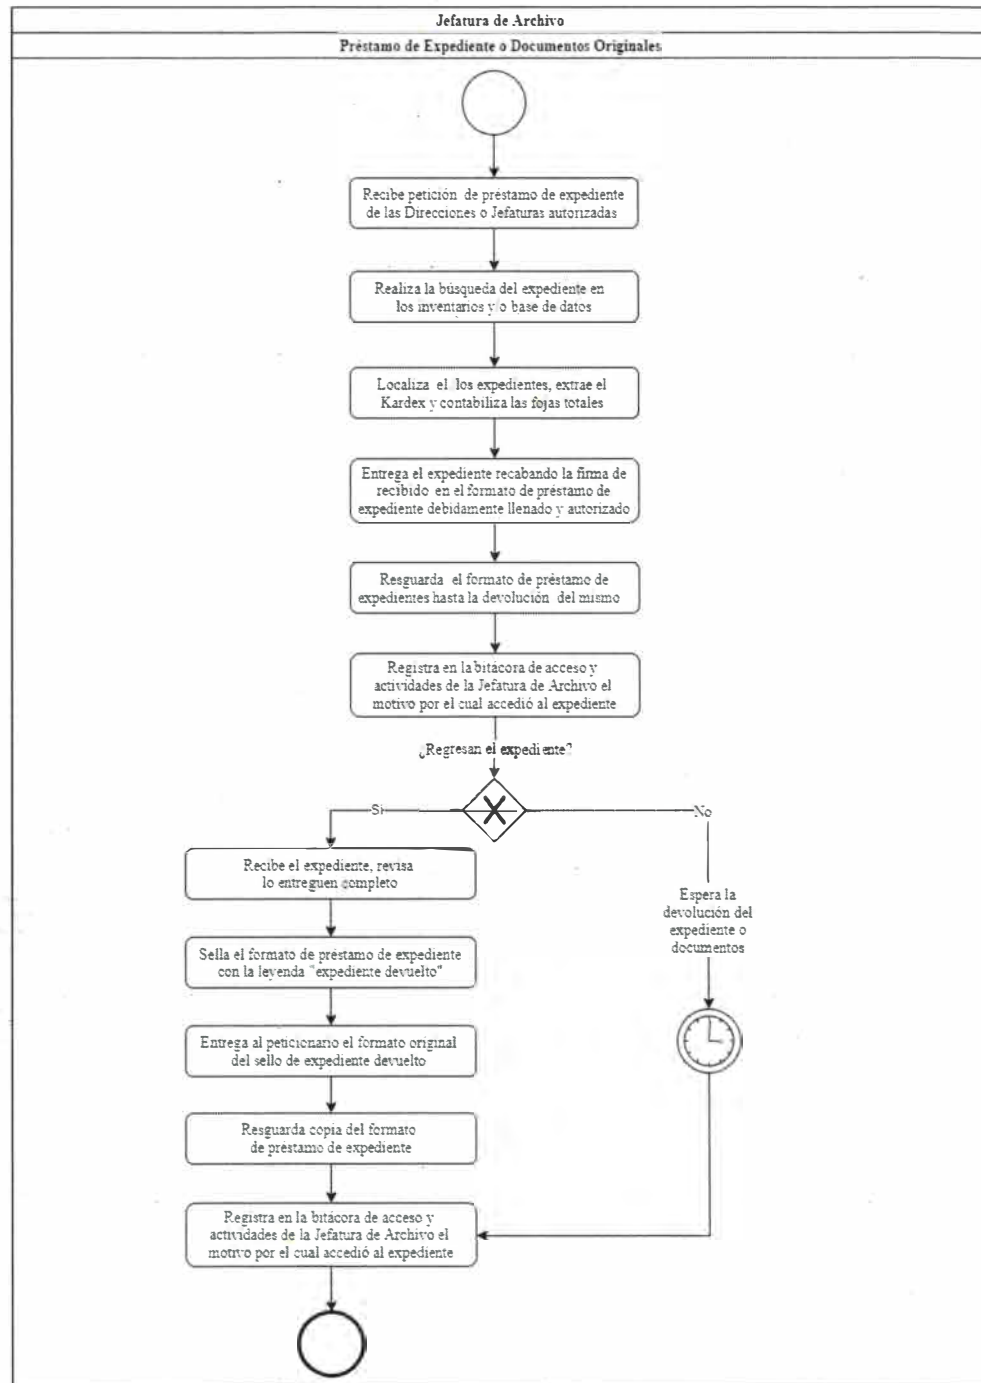 Jefatura de Archivo
Préstamo de Expediente o Documentos Originales
Recibe petición de préstamo de expediente
de las Direcciones o Jefaturas autorizadas
Realiza la búsqueda del expediente en
los inventarios y/o base de datos
Localiza el los expedientes, extrae el
Kardex y contabiliza las fojas totales
Entrega el expediente recabando la firma de
recibido en el formato de préstamo de
expediente debidamente llenado y autorizado
Resguarda el formato de préstamo de
expedientes hasta la devolución del mismo
Registra en la bitácora de acceso y
actividades de la Jefatura de Archivo el
motivo por el cual accedió al expediente
¿Regresan el expediente?
Si
No
Recibe el expediente, revisa
lo entreguen completo
Espera la
devolución del
expediente o
documentos
Sella el formato de préstamo de expediente
con la leyenda "expediente devuelto"
Entrega al peticionario el formato original
del sello de expediente devuelto
Resguarda copia del formato
de préstamo de expediente
Registra en la bitácora de acceso y
actividades de la Jefatura de Archivo el
motivo por el cual accedió al expediente